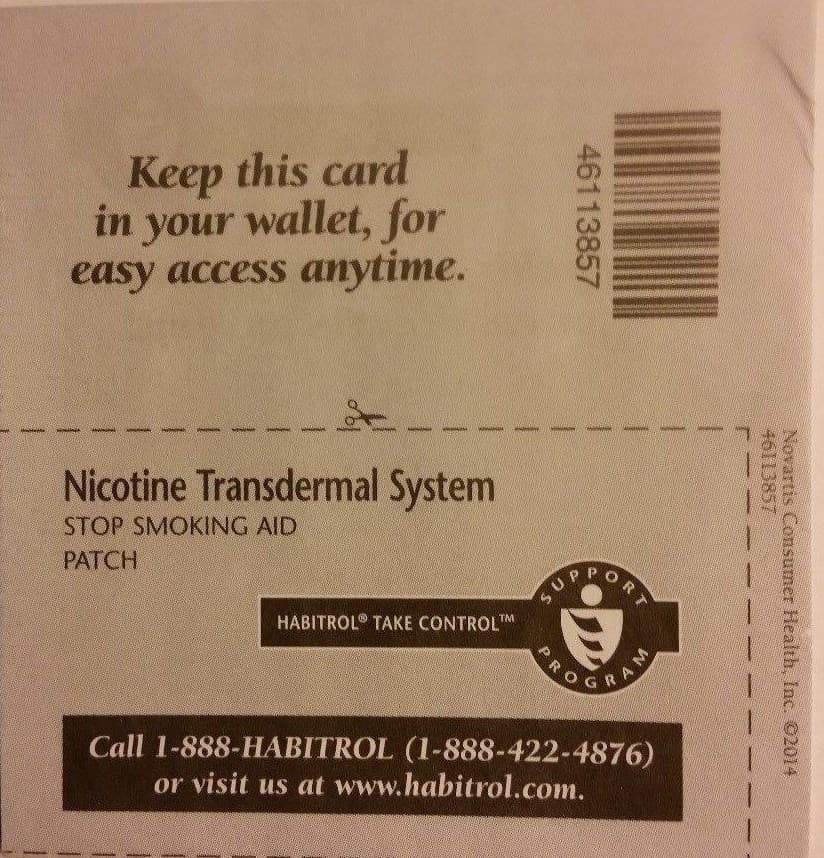 Keep this card
in your wallet, for
easy access anytime.
46113857
Nicotine Transdermal System
STOP SMOKING AID
PATCH
HABITROL® TAKE CONTROL™
SUPPORT
PROGRAM
Call 1-888-HABITROL (1-888-422-4876)
or visit us at www.habitrol.com.
Novartis Consumer Health, Inc. ©2014
46113857